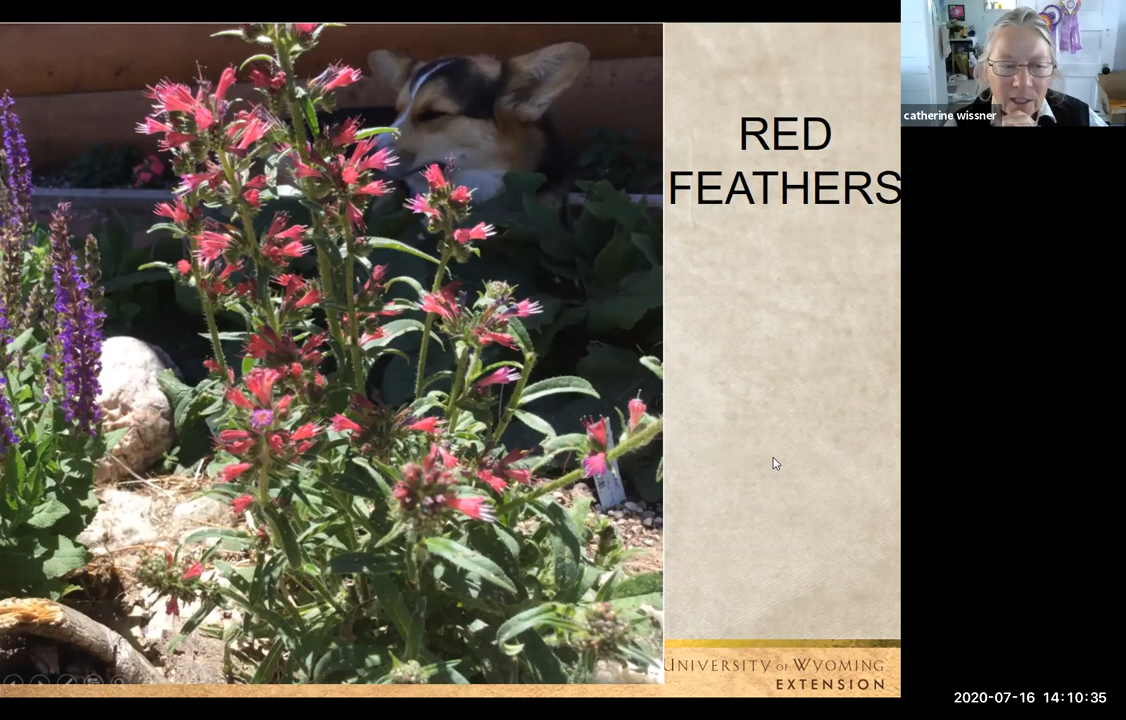 RED
FEATHERS
catherine wissner
UNIVERSITY OF WYOMING
EXTENSION
2020-07-16 14:10:35